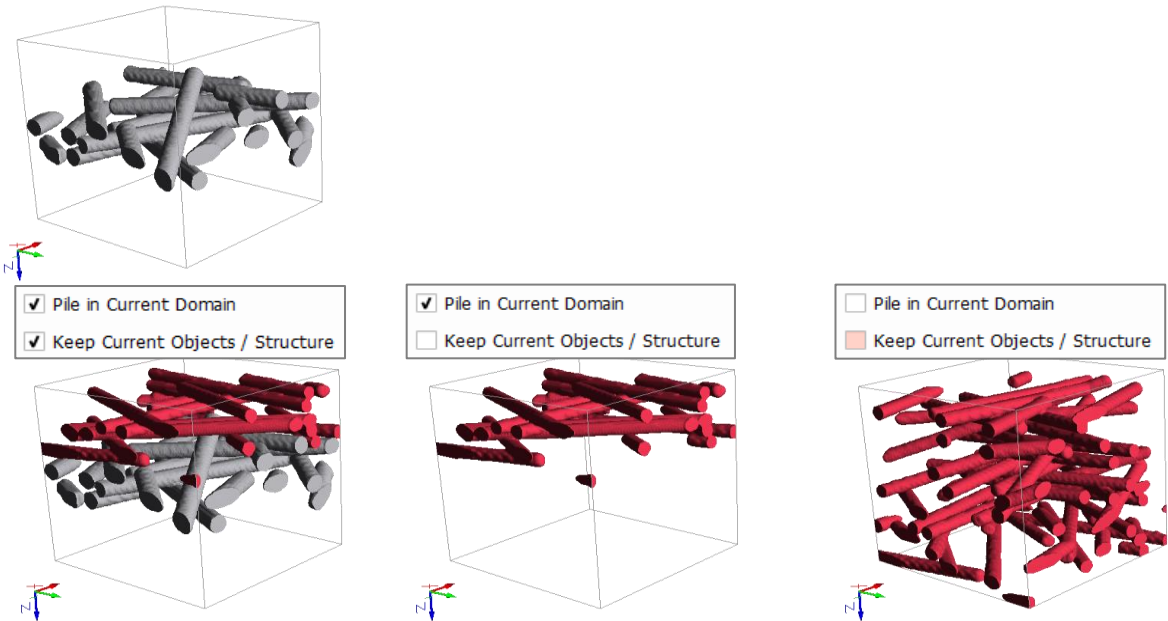 X
Z
Pile in Current Domain
Keep Current Objects / Structure
Pile in Current Domain
Keep Current Objects / Structure
Pile in Current Domain
Keep Current Objects / Structure
X
Z
X
Z
X
Z